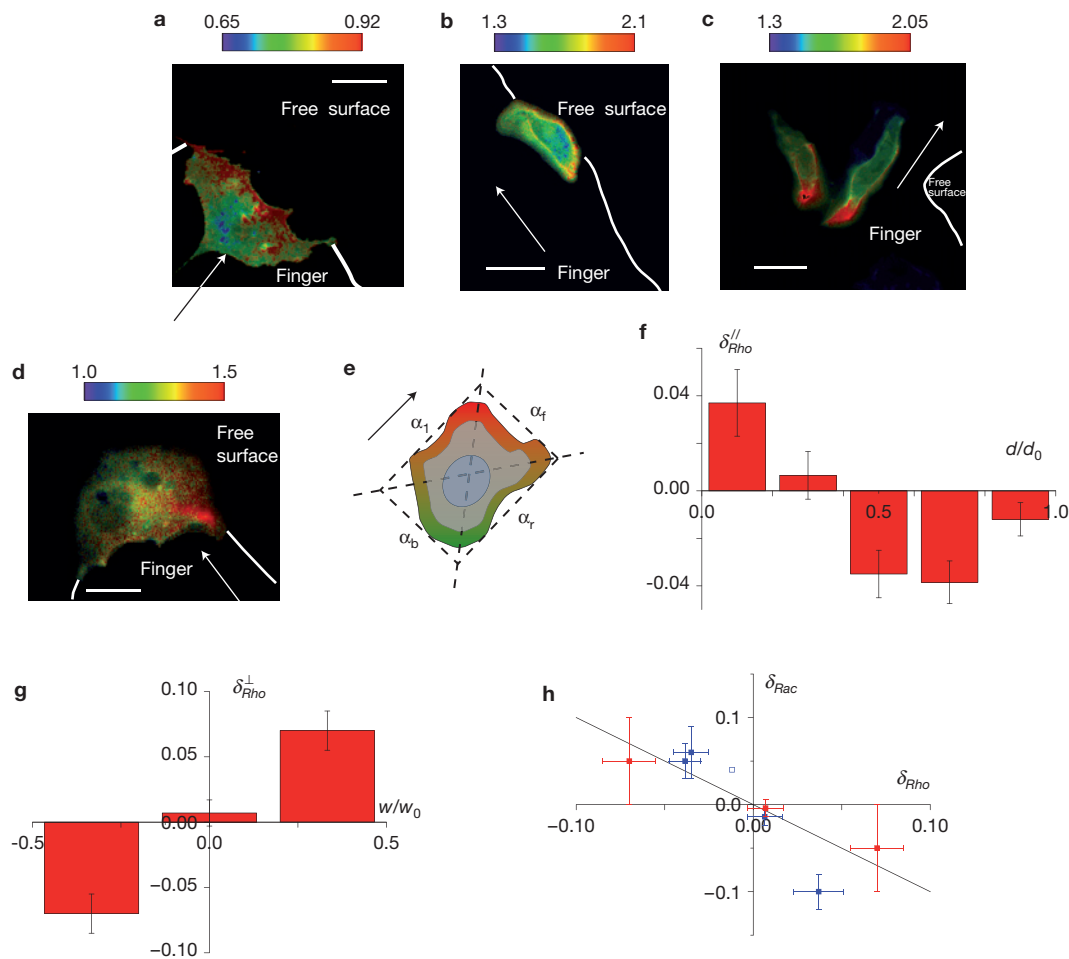 a
0.65 0.92
Free surface
Finger
b
1.3 2.1
Free surface
Finger
c
1.3 2.05
Free surface
Finger
d
1.0 1.5
Free surface
Finger
e
α1
αf
αb
αr
f
δ//Rho
0.04
d/d0
0.00
0.0
0.5
1.0
-0.04
g
δ⊥Rho
0.10
0.05
w/w0
0.00
-0.5
0.0
0.5
−0.05
−0.10
h
δRac
0.1
δRho
0.0
−0.10
0.00
0.10
−0.1